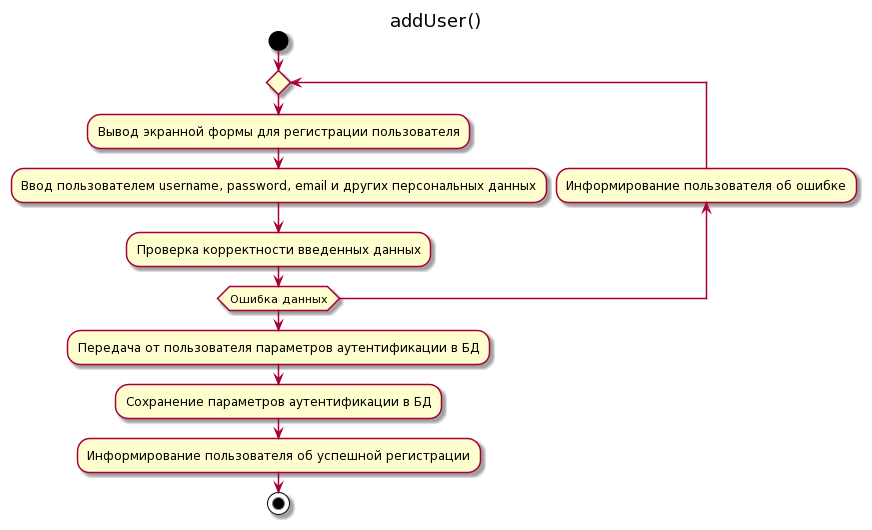 addUser()
Вывод экранной формы для регистрации пользователя
Ввод пользователем username, password, email и других персональных данных
Информирование пользователя об ошибке
Проверка корректности введенных данных
Ошибка данных
Передача от пользователя параметров аутентификации в БД
Сохранение параметров аутентификации в БД
Информирование пользователя об успешной регистрации